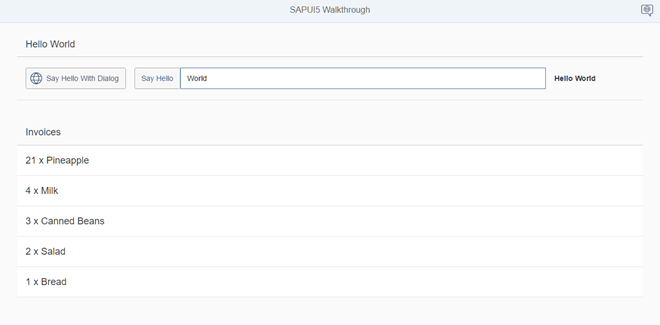 SAPUI5 Walkthrough
Hello World
Say Hello With Dialog Say Hello World Hello World
Invoices
21 x Pineapple
4 x Milk
3 x Canned Beans
2 x Salad
1 x Bread